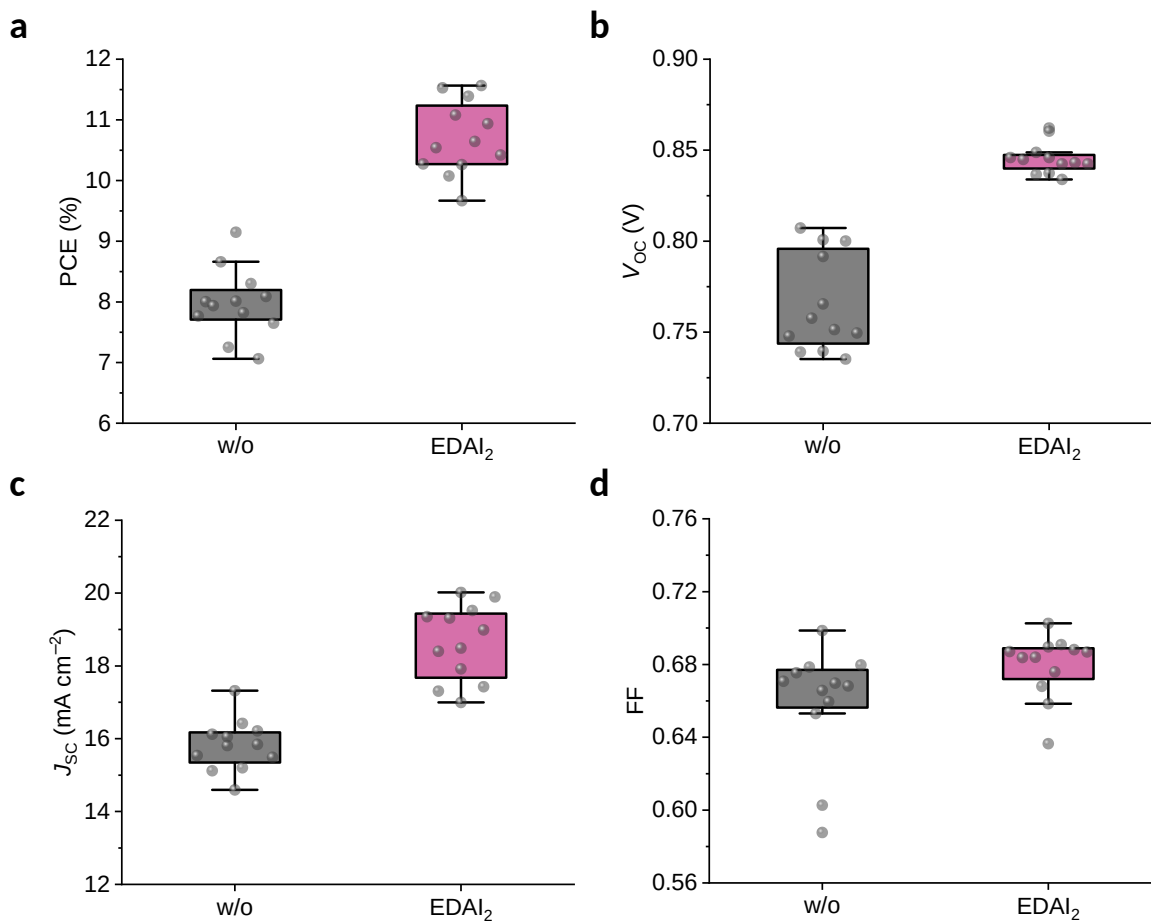 a
PCE (%)
12
11
10
9
8
7
6
w/o
EDAI₂
b
V_OC (V)
0.90
0.85
0.80
0.75
0.70
w/o
EDAI₂
c
J_SC (mA cm⁻²)
22
20
18
16
14
12
w/o
EDAI₂
d
FF
0.76
0.72
0.68
0.64
0.60
0.56
w/o
EDAI₂